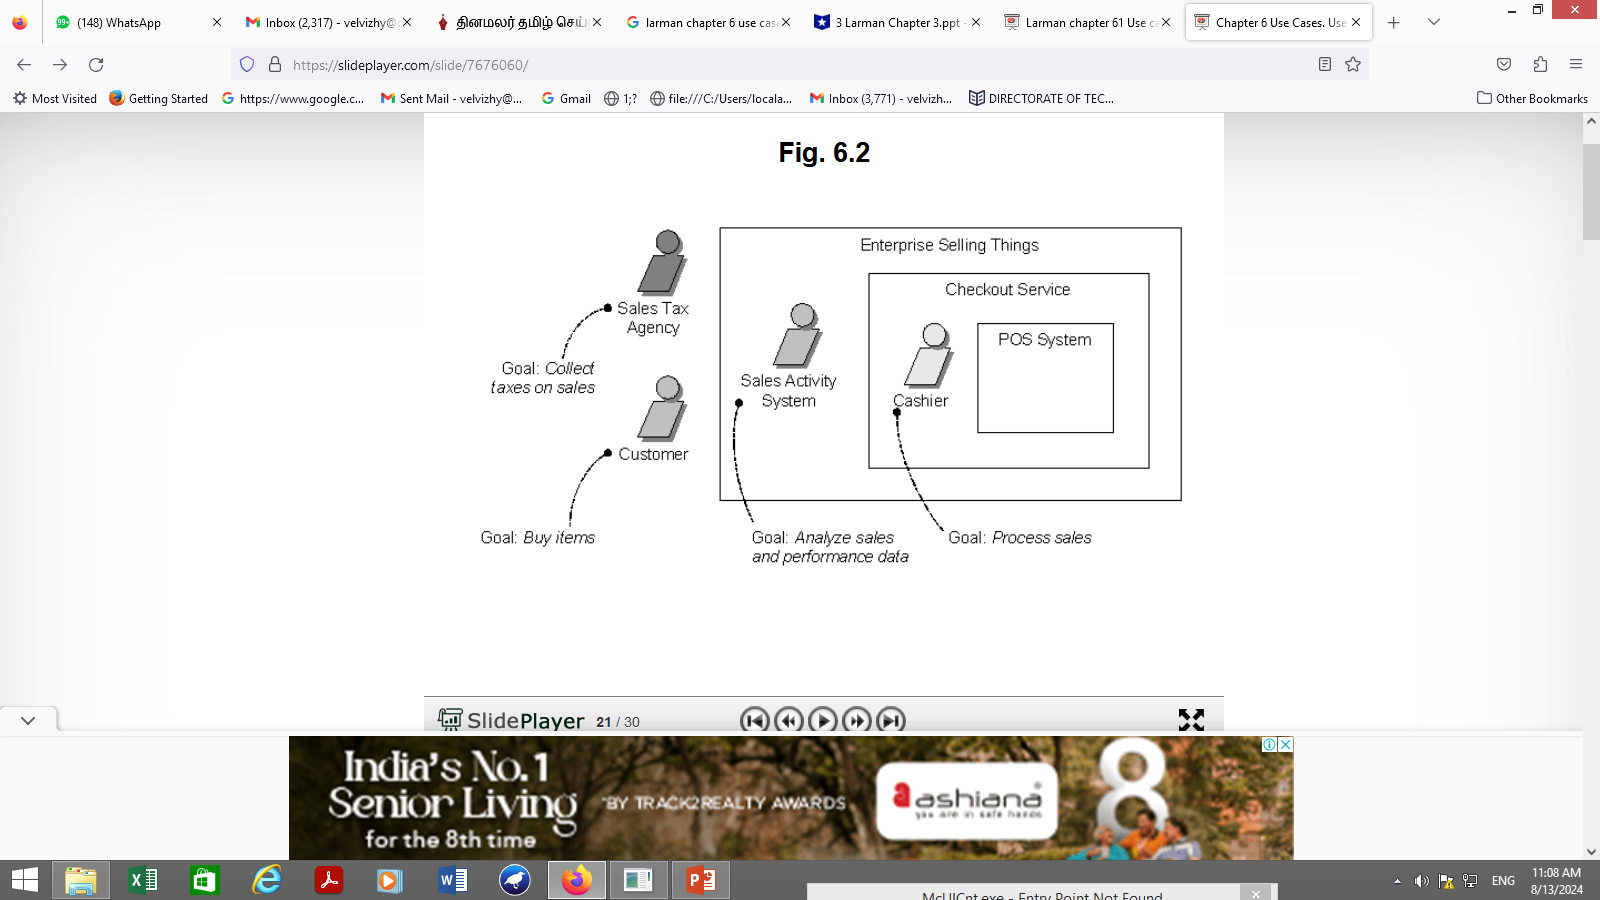 (148) WhatsApp
Inbox (2,317) - velvizhy@
தினமலர் தமிழ் செய்
larman chapter 6 use cas
3 Larman Chapter 3.ppt -
Larman chapter 61 Use ca
Chapter 6 Use Cases. Use
https://slideplayer.com/slide/7676060/
Most Visited
Getting Started
https://www.google.c...
Sent Mail - velvizhy@...
Gmail
1;?
file:///C:/Users/locala...
Inbox (3,771) - velvizh...
DIRECTORATE OF TEC...
Other Bookmarks
Fig. 6.2
Enterprise Selling Things
Checkout Service
POS System
Sales Tax
Agency
Goal: Collect
taxes on sales
Sales Activity
System
Cashier
Customer
Goal: Buy items
Goal: Analyze sales
and performance data
Goal: Process sales
SlidePlayer 21 / 30
India's No.1
Senior Living
for the 8th time
*BY TRACK2REALTY AWARDS
ashiana
you are in safe hands
8
ENG
11:08 AM
8/13/2024
McUICnt.exe - Entry Point Not Found